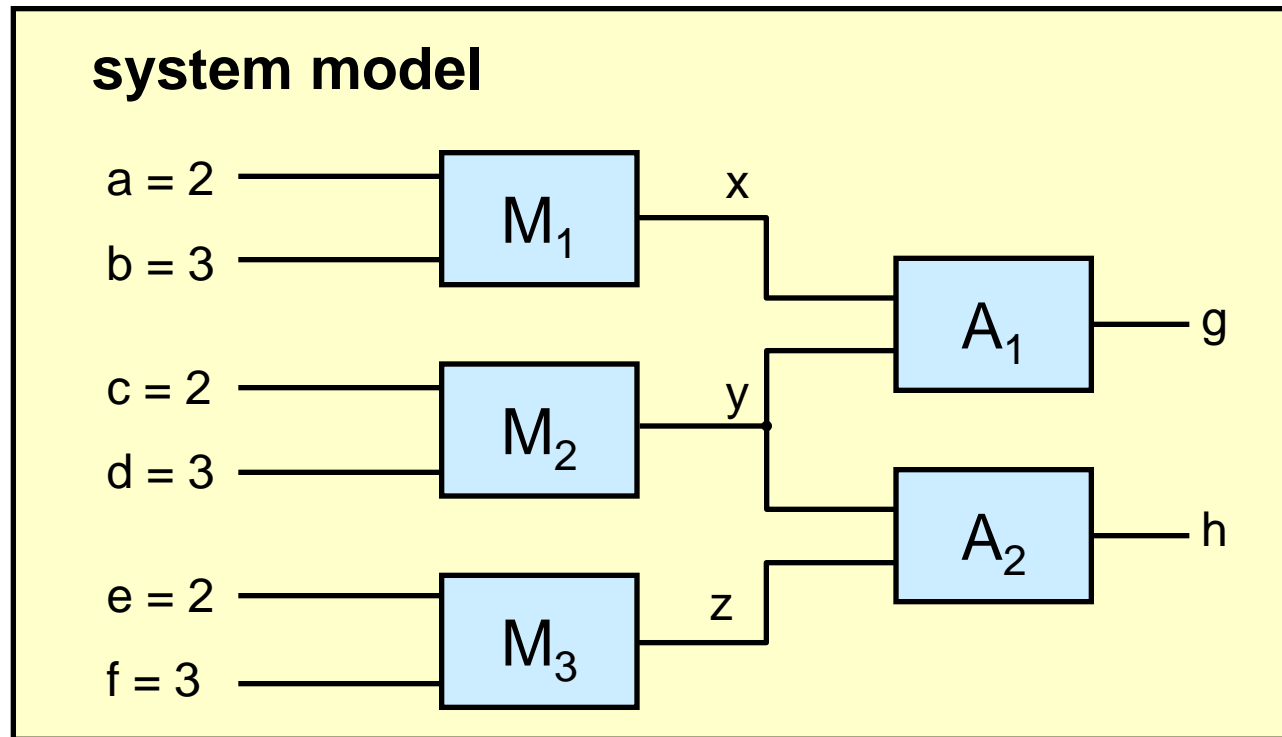 system model
a = 2
b = 3
M₁
x
c = 2
d = 3
M₂
y
e = 2
f = 3
M₃
z
A₁
g
A₂
h